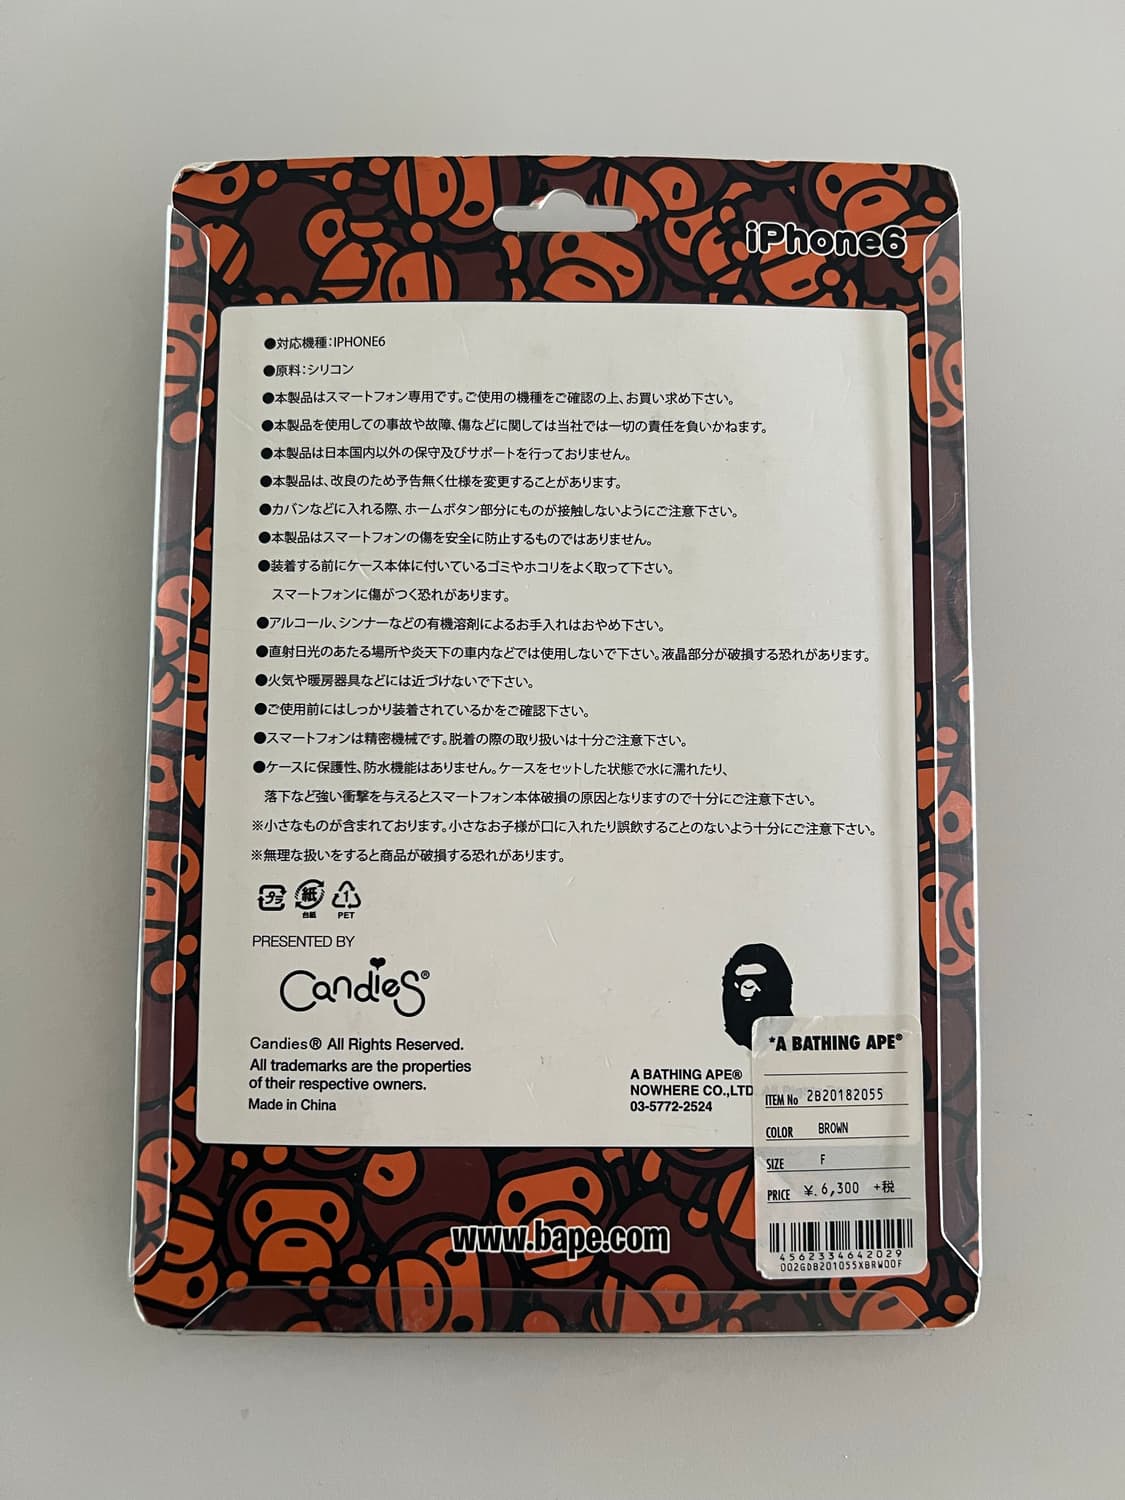 iPhone6
●対応機種：IPHONE6
●原料：シリコン
●本製品はスマートフォン専用です。ご使用の機種をご確認の上、お買い求め下さい。
●本製品を使用しての事故や故障、傷などに関しては当社では一切の責任を負いかねます。
●本製品は日本国内以外の保守及びサポートを行っておりません。
●本製品は、改良のため予告無く仕様を変更することがあります。
●カバンなどに入れる際、ホームボタン部分にものが接触しないようにご注意下さい。
●本製品はスマートフォンの傷を安全に防止するものではありません。
●装着する前にケース本体に付いているゴミやホコリをよく取って下さい。
スマートフォンに傷がつく恐れがあります。
●アルコール、シンナーなどの有機溶剤によるお手入れはおやめ下さい。
●直射日光のあたる場所や炎天下の車内などでは使用しないで下さい。液晶部分が破損する恐れがあります。
●火気や暖房器具などには近づけないで下さい。
●ご使用前にはしっかり装着されているかをご確認下さい。
●スマートフォンは精密機械です。脱着の際の取り扱いは十分ご注意下さい。
●ケースに保護性、防水機能はありません。ケースをセットした状態で水に濡れたり、
落下など強い衝撃を与えるとスマートフォン本体破損の原因となりますので十分にご注意下さい。
※小さなものが含まれております。小さなお子様が口に入れたり誤飲することのないよう十分にご注意下さい。
※無理な扱いをすると商品が破損する恐れがあります。
プラ 紙 1
台紙 PET
PRESENTED BY
Candies®
Candies® All Rights Reserved.
All trademarks are the properties
of their respective owners.
Made in China
A BATHING APE®
NOWHERE CO.,LTD
03-5772-2524
*A BATHING APE®
ITEM No 2B20182055
COLOR BROWN
SIZE F
PRICE ¥.6,300 +税
4562334642029
002GDB201055XBRW00F
www.bape.com